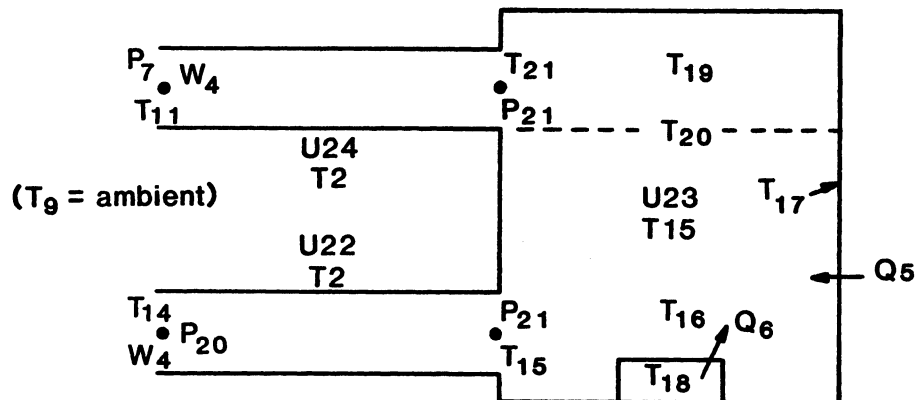 P7 W4
T11
T21
P21
T19
T20
U24
T2
(T9 = ambient)
U23
T15
T17
U22
T2
Q5
T14
P20
W4
P21
T15
T16
Q6
T18